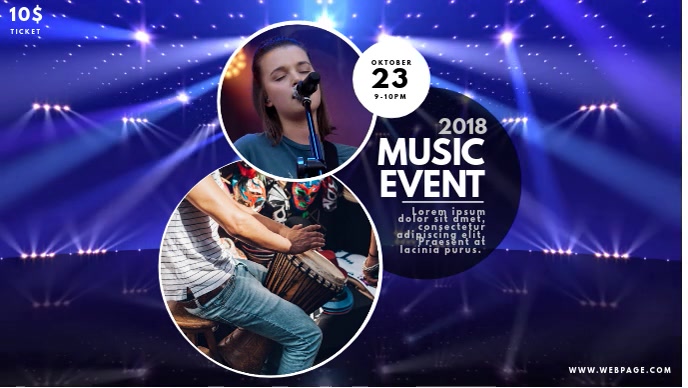 10$
TICKET
OKTOBER
23
9-10PM
2018
MUSIC
EVENT
Lorem ipsum
dolor sit amet,
consectetur
adipiscing elit.
Praesent at
lacinia purus.
WWW.WEBPAGE.COM